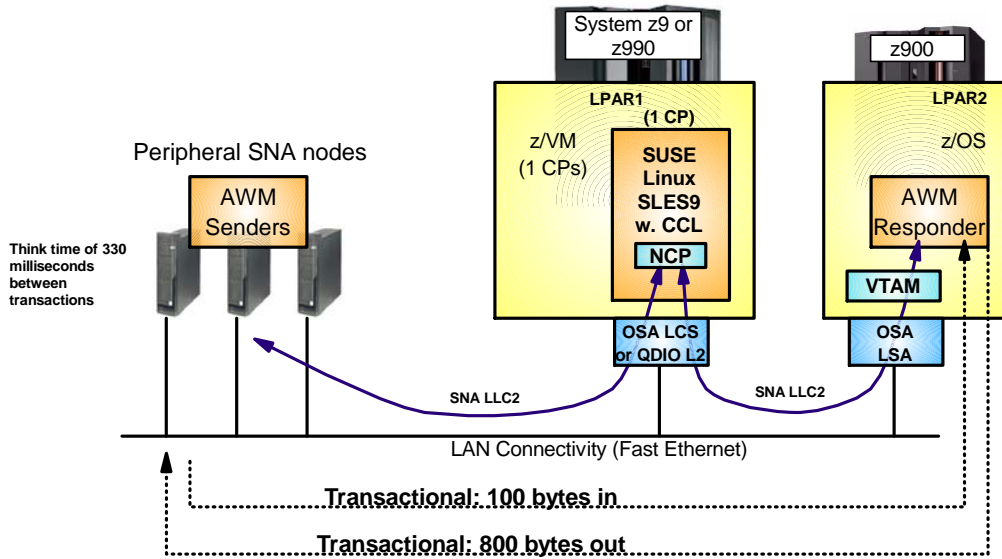 System z9 or
z990
z900
LPAR1
(1 CP)
z/VM
(1 CPs)
SUSE
Linux
SLES9
w. CCL
NCP
OSA LCS
or QDIO L2
LPAR2
z/OS
AWM
Responder
VTAM
OSA
LSA
Peripheral SNA nodes
AWM
Senders
Think time of 330
milliseconds
between
transactions
SNA LLC2
SNA LLC2
LAN Connectivity (Fast Ethernet)
Transactional: 100 bytes in
Transactional: 800 bytes out